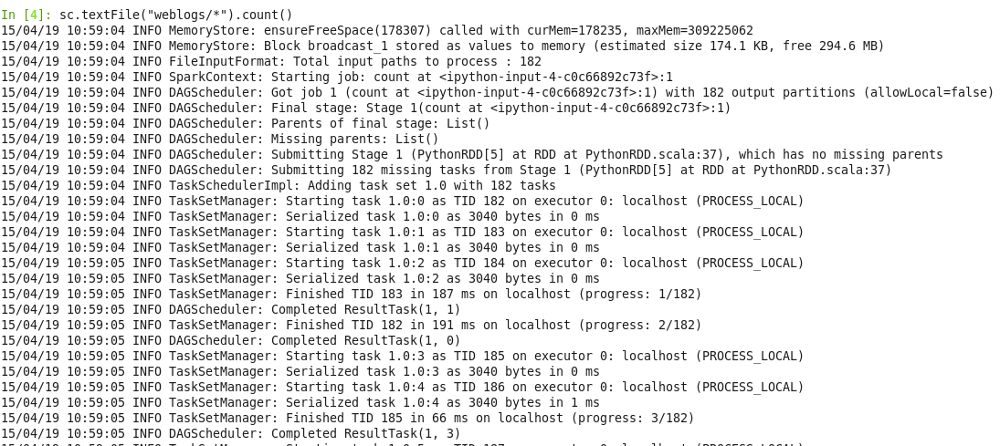 In [4]: sc.textFile("weblogs/*").count()
15/04/19 10:59:04 INFO MemoryStore: ensureFreeSpace(178307) called with curMem=178235, maxMem=309225062
15/04/19 10:59:04 INFO MemoryStore: Block broadcast_1 stored as values to memory (estimated size 174.1 KB, free 294.6 MB)
15/04/19 10:59:04 INFO FileInputFormat: Total input paths to process : 182
15/04/19 10:59:04 INFO SparkContext: Starting job: count at <ipython-input-4-c0c66892c73f>:1
15/04/19 10:59:04 INFO DAGScheduler: Got job 1 (count at <ipython-input-4-c0c66892c73f>:1) with 182 output partitions (allowLocal=false)
15/04/19 10:59:04 INFO DAGScheduler: Final stage: Stage 1(count at <ipython-input-4-c0c66892c73f>:1)
15/04/19 10:59:04 INFO DAGScheduler: Parents of final stage: List()
15/04/19 10:59:04 INFO DAGScheduler: Missing parents: List()
15/04/19 10:59:04 INFO DAGScheduler: Submitting Stage 1 (PythonRDD[5] at RDD at PythonRDD.scala:37), which has no missing parents
15/04/19 10:59:04 INFO DAGScheduler: Submitting 182 missing tasks from Stage 1 (PythonRDD[5] at RDD at PythonRDD.scala:37)
15/04/19 10:59:04 INFO TaskSchedulerImpl: Adding task set 1.0 with 182 tasks
15/04/19 10:59:04 INFO TaskSetManager: Starting task 1.0:0 as TID 182 on executor 0: localhost (PROCESS_LOCAL)
15/04/19 10:59:04 INFO TaskSetManager: Serialized task 1.0:0 as 3040 bytes in 0 ms
15/04/19 10:59:04 INFO TaskSetManager: Starting task 1.0:1 as TID 183 on executor 0: localhost (PROCESS_LOCAL)
15/04/19 10:59:04 INFO TaskSetManager: Serialized task 1.0:1 as 3040 bytes in 0 ms
15/04/19 10:59:05 INFO TaskSetManager: Starting task 1.0:2 as TID 184 on executor 0: localhost (PROCESS_LOCAL)
15/04/19 10:59:05 INFO TaskSetManager: Serialized task 1.0:2 as 3040 bytes in 0 ms
15/04/19 10:59:05 INFO TaskSetManager: Finished TID 183 in 187 ms on localhost (progress: 1/182)
15/04/19 10:59:05 INFO DAGScheduler: Completed ResultTask(1, 1)
15/04/19 10:59:05 INFO TaskSetManager: Finished TID 182 in 191 ms on localhost (progress: 2/182)
15/04/19 10:59:05 INFO DAGScheduler: Completed ResultTask(1, 0)
15/04/19 10:59:05 INFO TaskSetManager: Starting task 1.0:3 as TID 185 on executor 0: localhost (PROCESS_LOCAL)
15/04/19 10:59:05 INFO TaskSetManager: Serialized task 1.0:3 as 3040 bytes in 0 ms
15/04/19 10:59:05 INFO TaskSetManager: Starting task 1.0:4 as TID 186 on executor 0: localhost (PROCESS_LOCAL)
15/04/19 10:59:05 INFO TaskSetManager: Serialized task 1.0:4 as 3040 bytes in 1 ms
15/04/19 10:59:05 INFO TaskSetManager: Finished TID 185 in 66 ms on localhost (progress: 3/182)
15/04/19 10:59:05 INFO DAGScheduler: Completed ResultTask(1, 3)